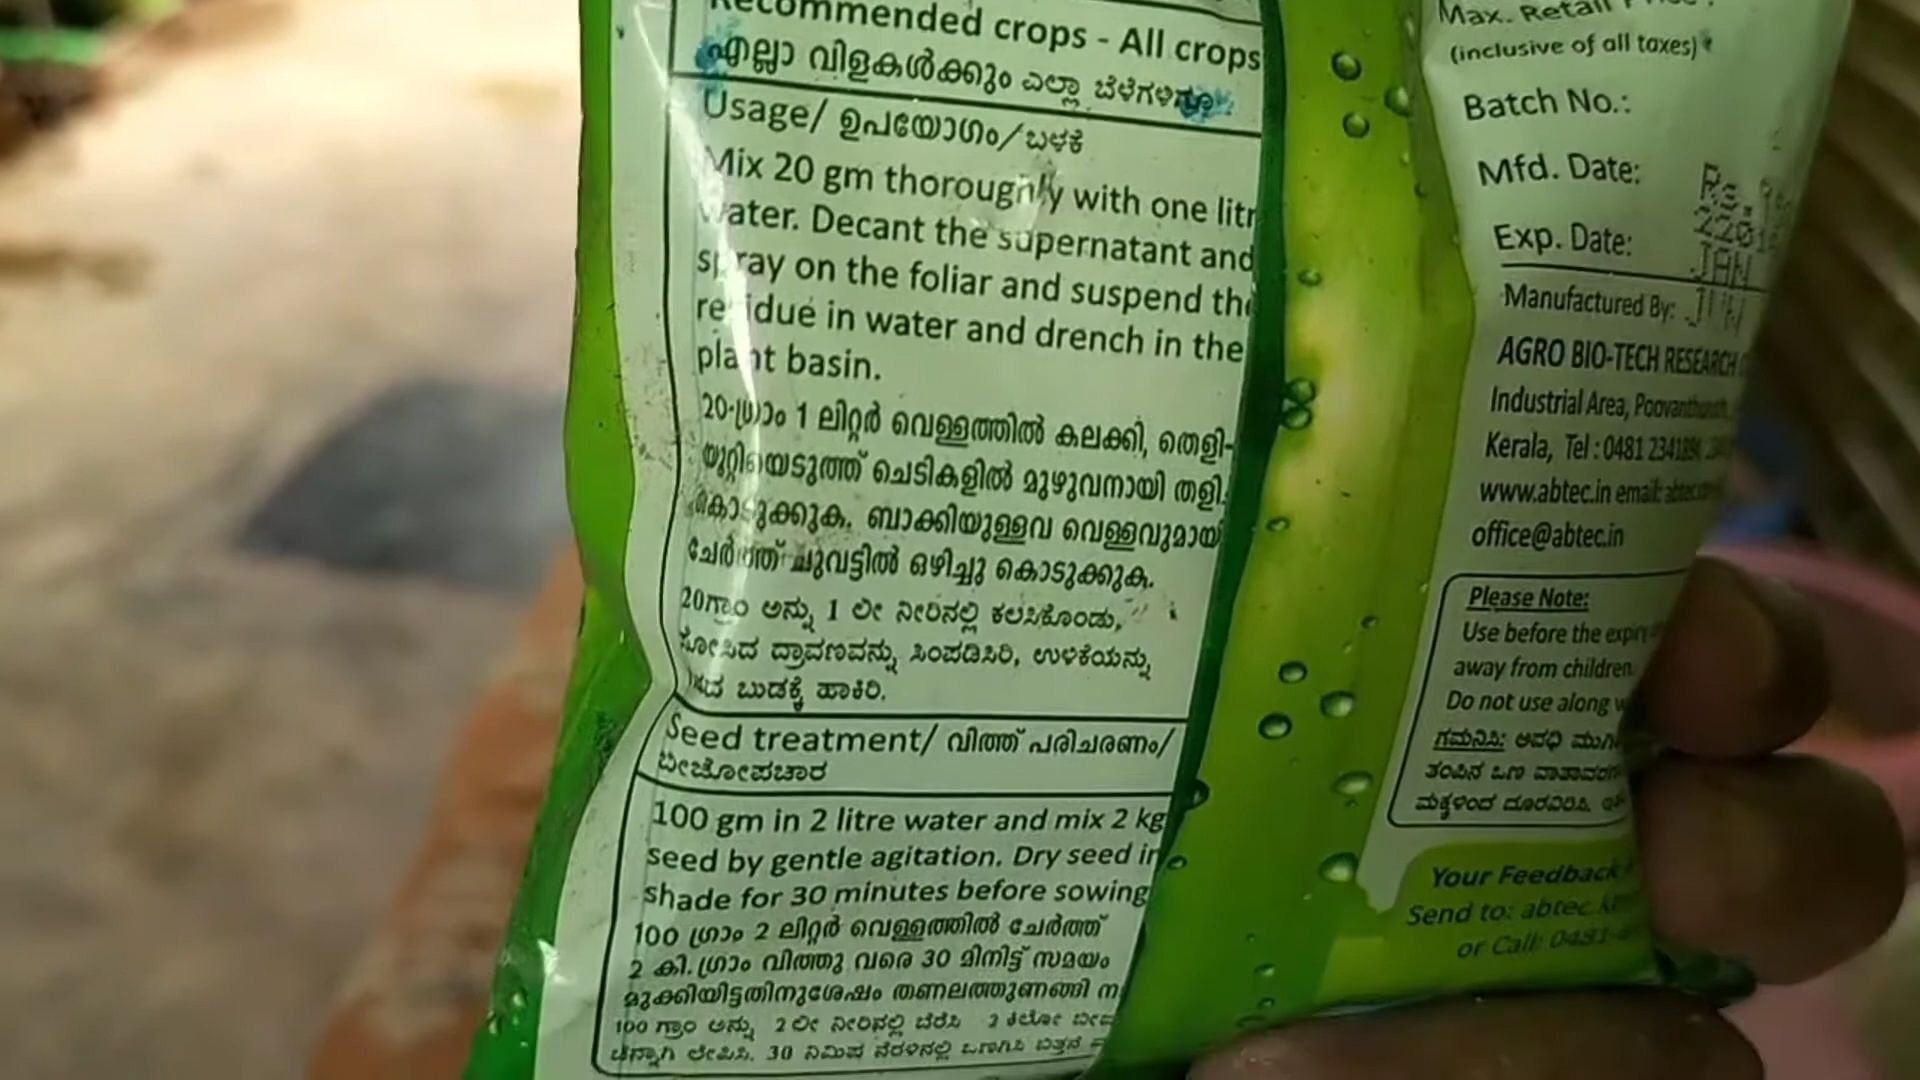 Recommended crops - All crops
എല്ലാ വിളകൾക്കും ಎಲ್ಲಾ ಬೆಳೆಗಳಿಗೂ
Usage/ ഉപയോഗം/ಬಳಕೆ
Mix 20 gm thoroughly with one litr
water. Decant the supernatant and
spray on the foliar and suspend the
residue in water and drench in the
plant basin.
20-ഗ്രാം 1 ലിറ്റർ വെള്ളത്തിൽ കലക്കി, തെളി-
യൂറ്റിയെടുത്ത് ചെടികളിൽ മുഴുവനായി തളി
കൊടുക്കുക. ബാക്കിയുള്ളവ വെള്ളവുമായി
ചേർത്ത് ചുവട്ടിൽ ഒഴിച്ചു കൊടുക്കുക.
20ಗ್ರಾಂ ಅನ್ನು 1 ಲೀ ನೀರಿನಲ್ಲಿ ಕಲಸಿಕೊಂಡು,
ಸೋಸಿದ ದ್ರಾವಣವನ್ನು ಸಿಂಪಡಿಸಿರಿ, ಉಳಿಕೆಯನ್ನು
ಬುಡಕ್ಕೆ ಹಾಕಿರಿ.
Seed treatment/ വിത്ത് പരിചരണം/
ಬೀಜೋಪಚಾರ
100 gm in 2 litre water and mix 2 kg
seed by gentle agitation. Dry seed in
shade for 30 minutes before sowing
100 ഗ്രാം 2 ലിറ്റർ വെള്ളത്തിൽ ചേർത്ത്
2 കി.ഗ്രാം വിത്തു വരെ 30 മിനിട്ട് സമയം
മുക്കിയിട്ടതിനുശേഷം തണലത്തുണങ്ങി ന
100 ಗ್ರಾಂ ಅನ್ನು 2 ಲೀ ನೀರಿನಲ್ಲಿ ಬೆರೆಸಿ 2 ಕಿಲೋ ಬೀಜ
ಚೆನ್ನಾಗಿ ಲೇಪಿಸಿ. 30 ನಿಮಿಷ ನೆರಳಿನಲ್ಲಿ ಒಣಗಿಸಿ ಬಿತ್ತನೆ
Max. Retail Price
(inclusive of all taxes)
Batch No.:
Mfd. Date:
Exp. Date:
JAN
JUN
Manufactured By:
AGRO BIO-TECH RESEARCH
Industrial Area,
Kerala, Tel : 0481
www.abtec.in email:
office@abtec.in
Please Note:
Use before the expiry
away from children.
Do not use along
ಗಮನಿಸಿ: ಅವಧಿ
ತಂಪಿನ ಒಣ
ಮಕ್ಕಳಿಂದ ದೂರವಿರಿಸಿ.
Your Feedback
Send to: abtec
or Call: 0481